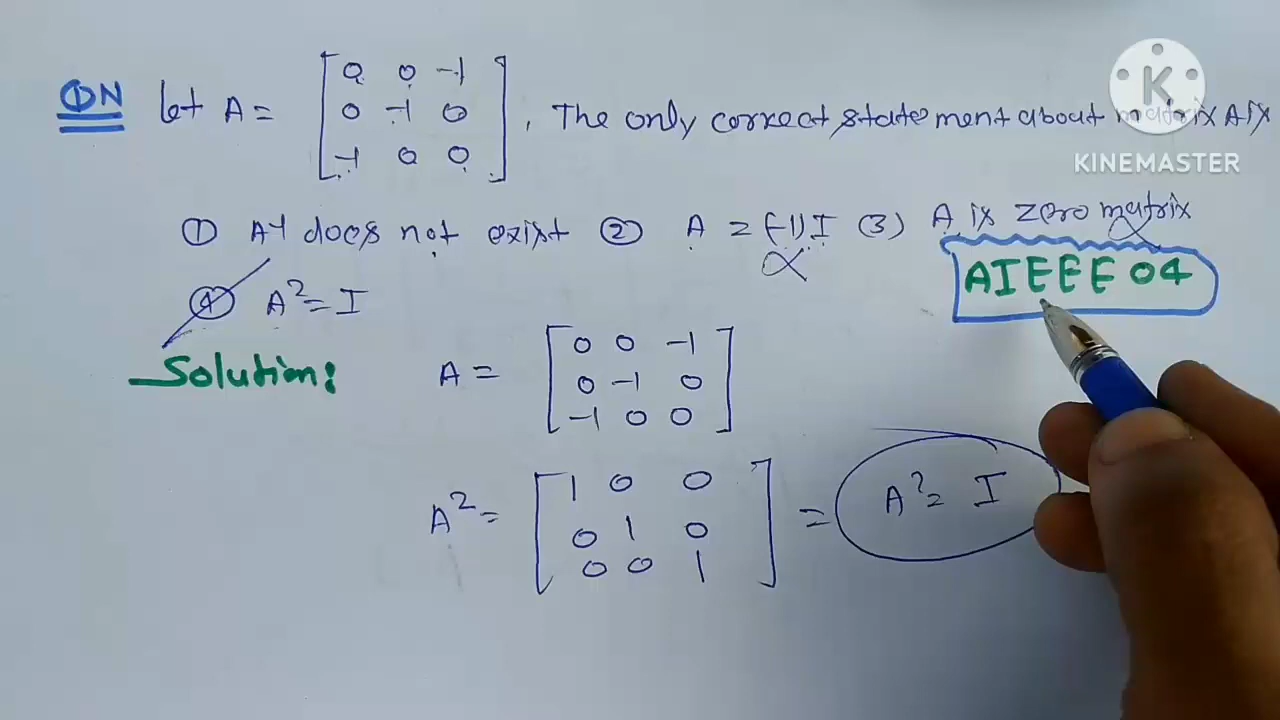 QN Let A = [0 0 -1
0 -1 0
-1 0 0], The only correct statement about matrix A is
K
KINEMASTER
① A-1 does not exist ② A = (-1)I (3) A is zero matrix
④ A² = I
AIEEE 04
Solution:
A = [0 0 -1
0 -1 0
-1 0 0]
A² = [1 0 0
0 1 0
0 0 1] = A² = I